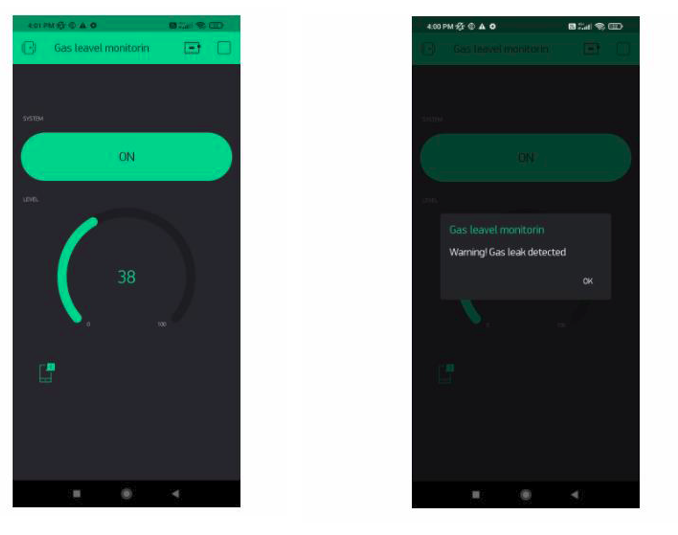 4:01 PM
Gas leavel monitorin
SYSTEM
ON
LEVEL
38
0
100
4:00 PM
Gas leavel monitorin
SYSTEM
ON
LEVEL
Gas leavel monitorin
Warning! Gas leak detected
OK
0
100